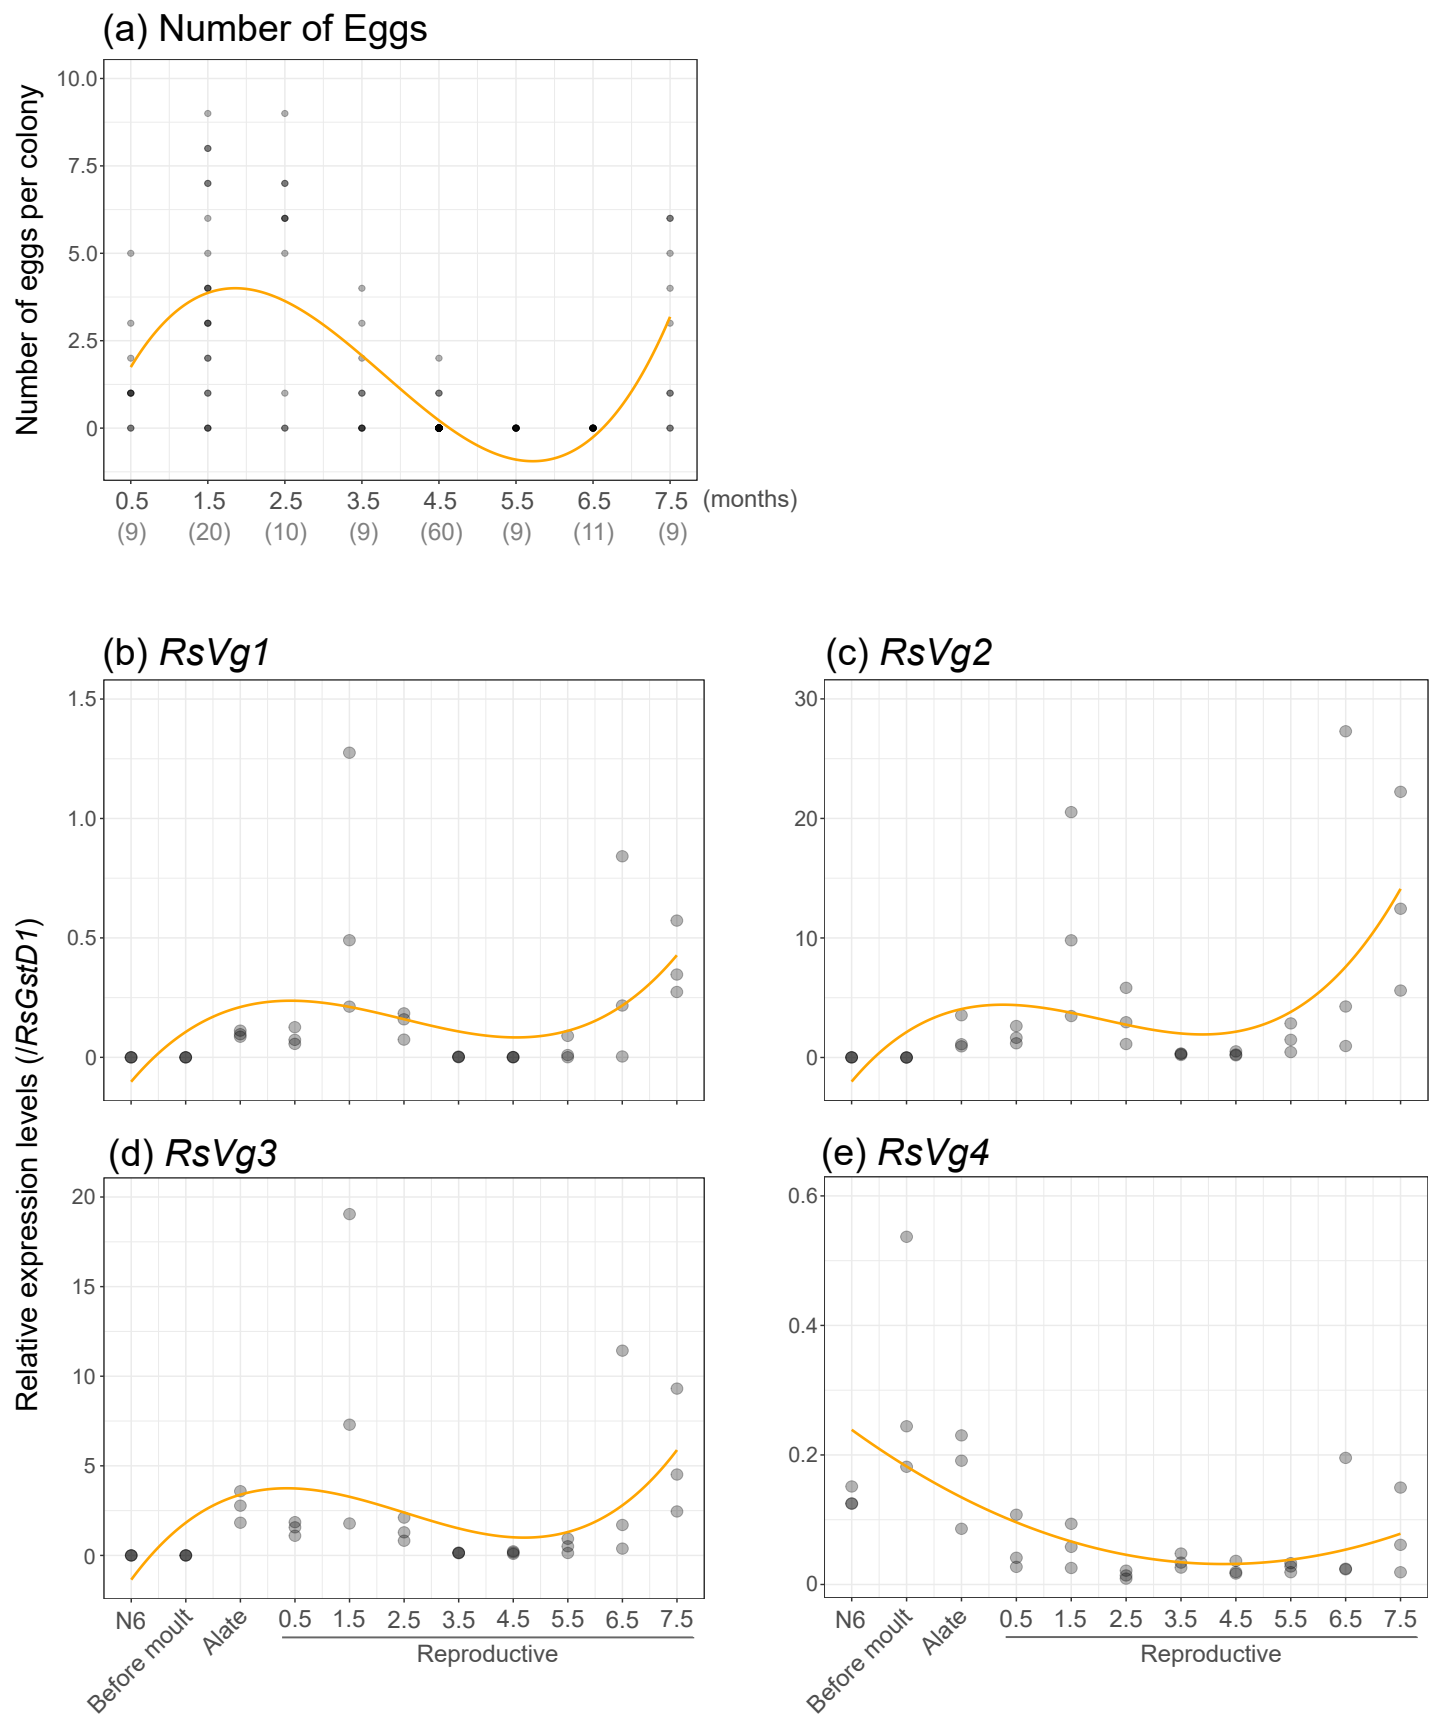 (a) Number of Eggs
Number of eggs per colony
10.0
7.5
5.0
2.5
0
0.5 1.5 2.5 3.5 4.5 5.5 6.5 7.5 (months)
(9) (20) (10) (9) (60) (9) (11) (9)
Relative expression levels (/RsGstD1)
(b) RsVg1
1.5
1.0
0.5
0
(c) RsVg2
30
20
10
0
(d) RsVg3
20
15
10
5
0
N6 Before moult Alate 0.5 1.5 2.5 3.5 4.5 5.5 6.5 7.5
Reproductive
(e) RsVg4
0.6
0.4
0.2
0
N6 Before moult Alate 0.5 1.5 2.5 3.5 4.5 5.5 6.5 7.5
Reproductive